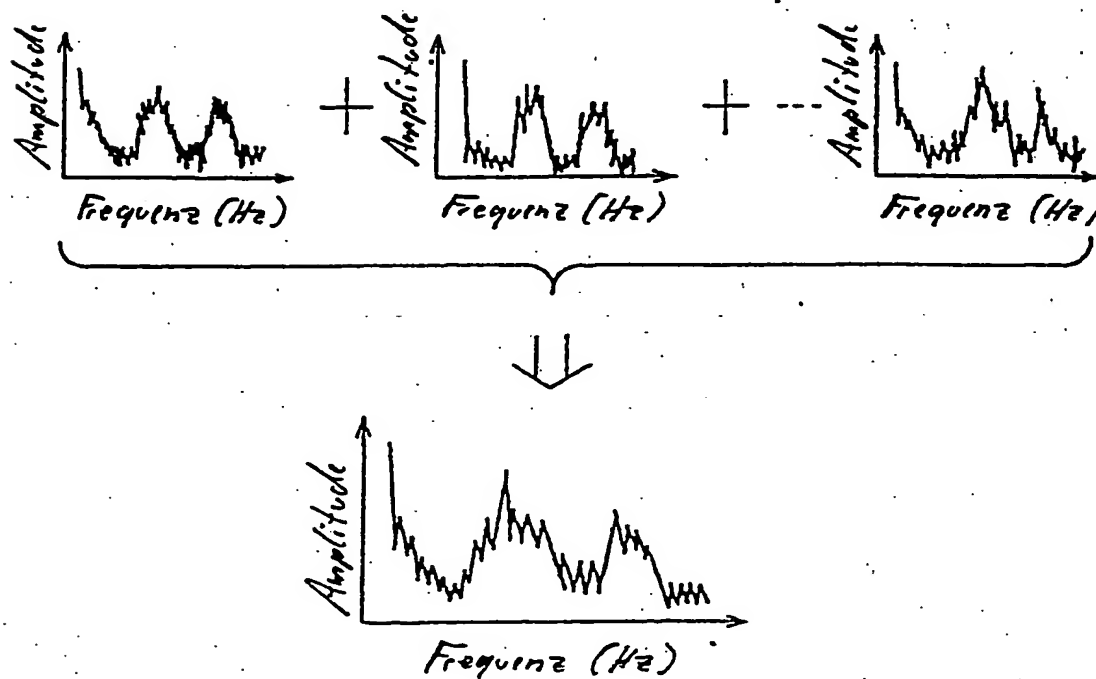 Amplitude
Frequenz (Hz)
+
Amplitude
Frequenz (Hz)
+ ---
Amplitude
Frequenz (Hz)
Amplitude
Frequenz (Hz)